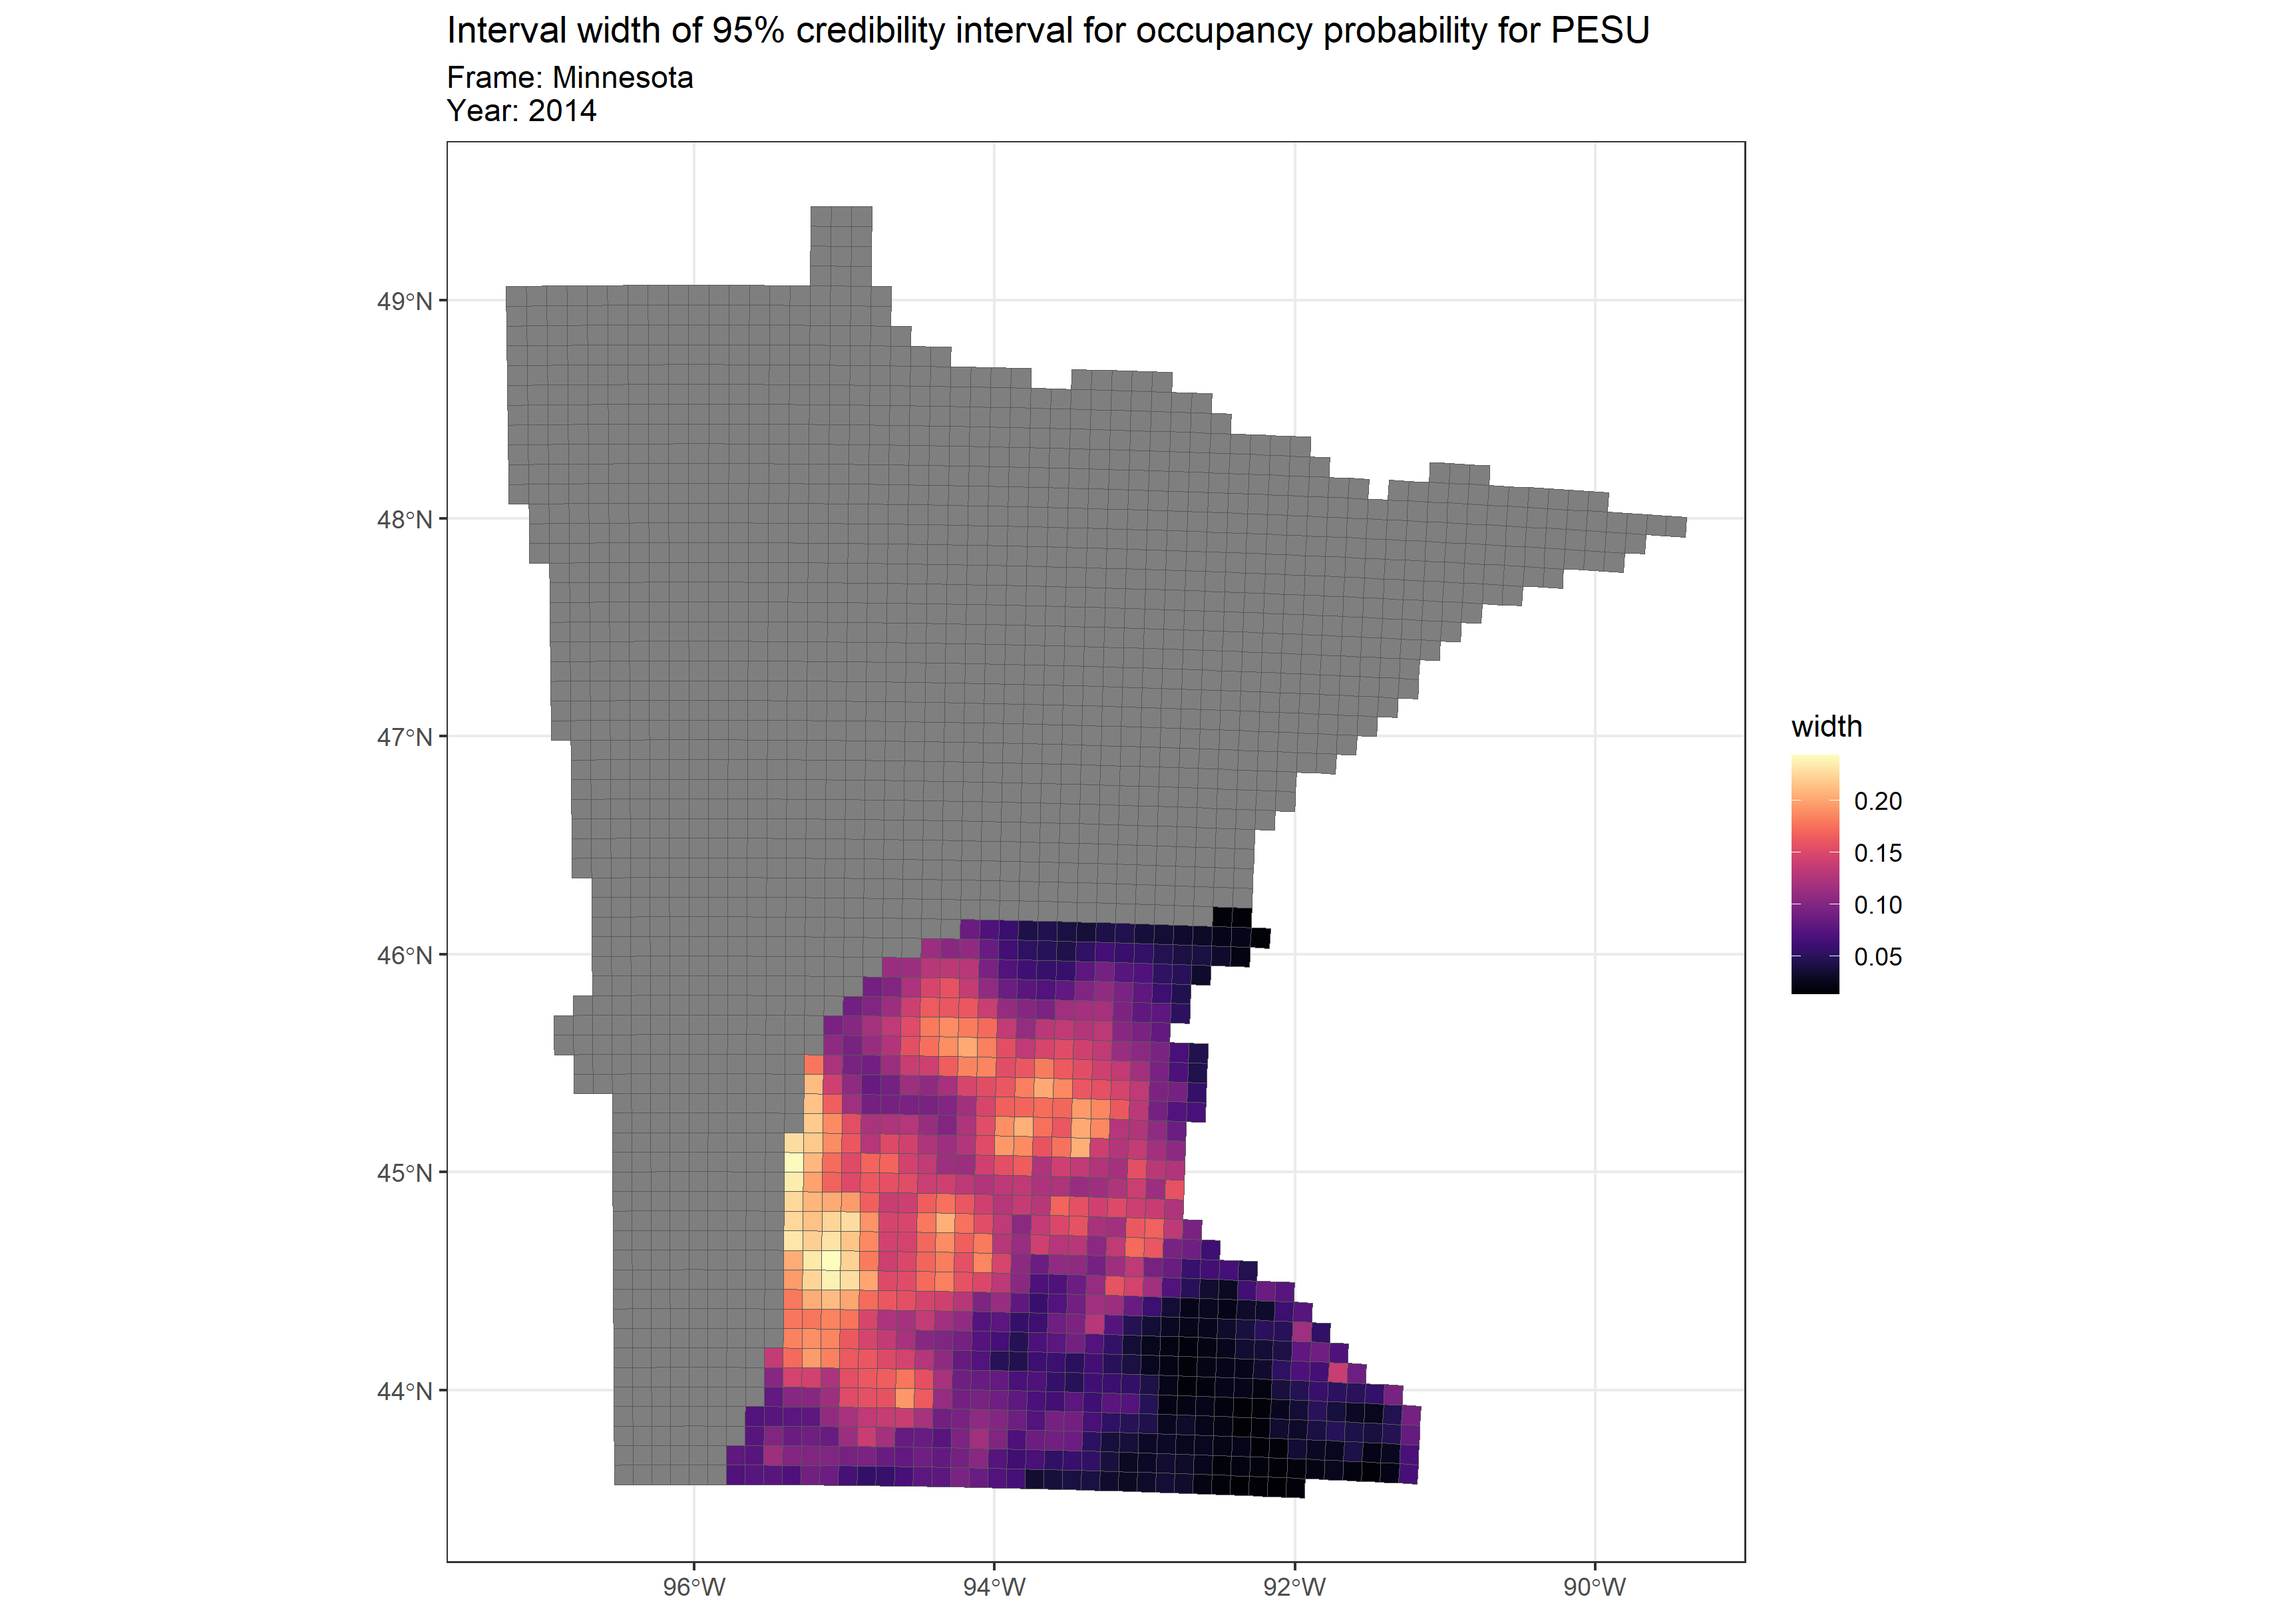 Interval width of 95% credibility interval for occupancy probability for PESU
Frame: Minnesota
Year: 2014
49°N
48°N
47°N
46°N
45°N
44°N
96°W
94°W
92°W
90°W
width
0.20
0.15
0.10
0.05